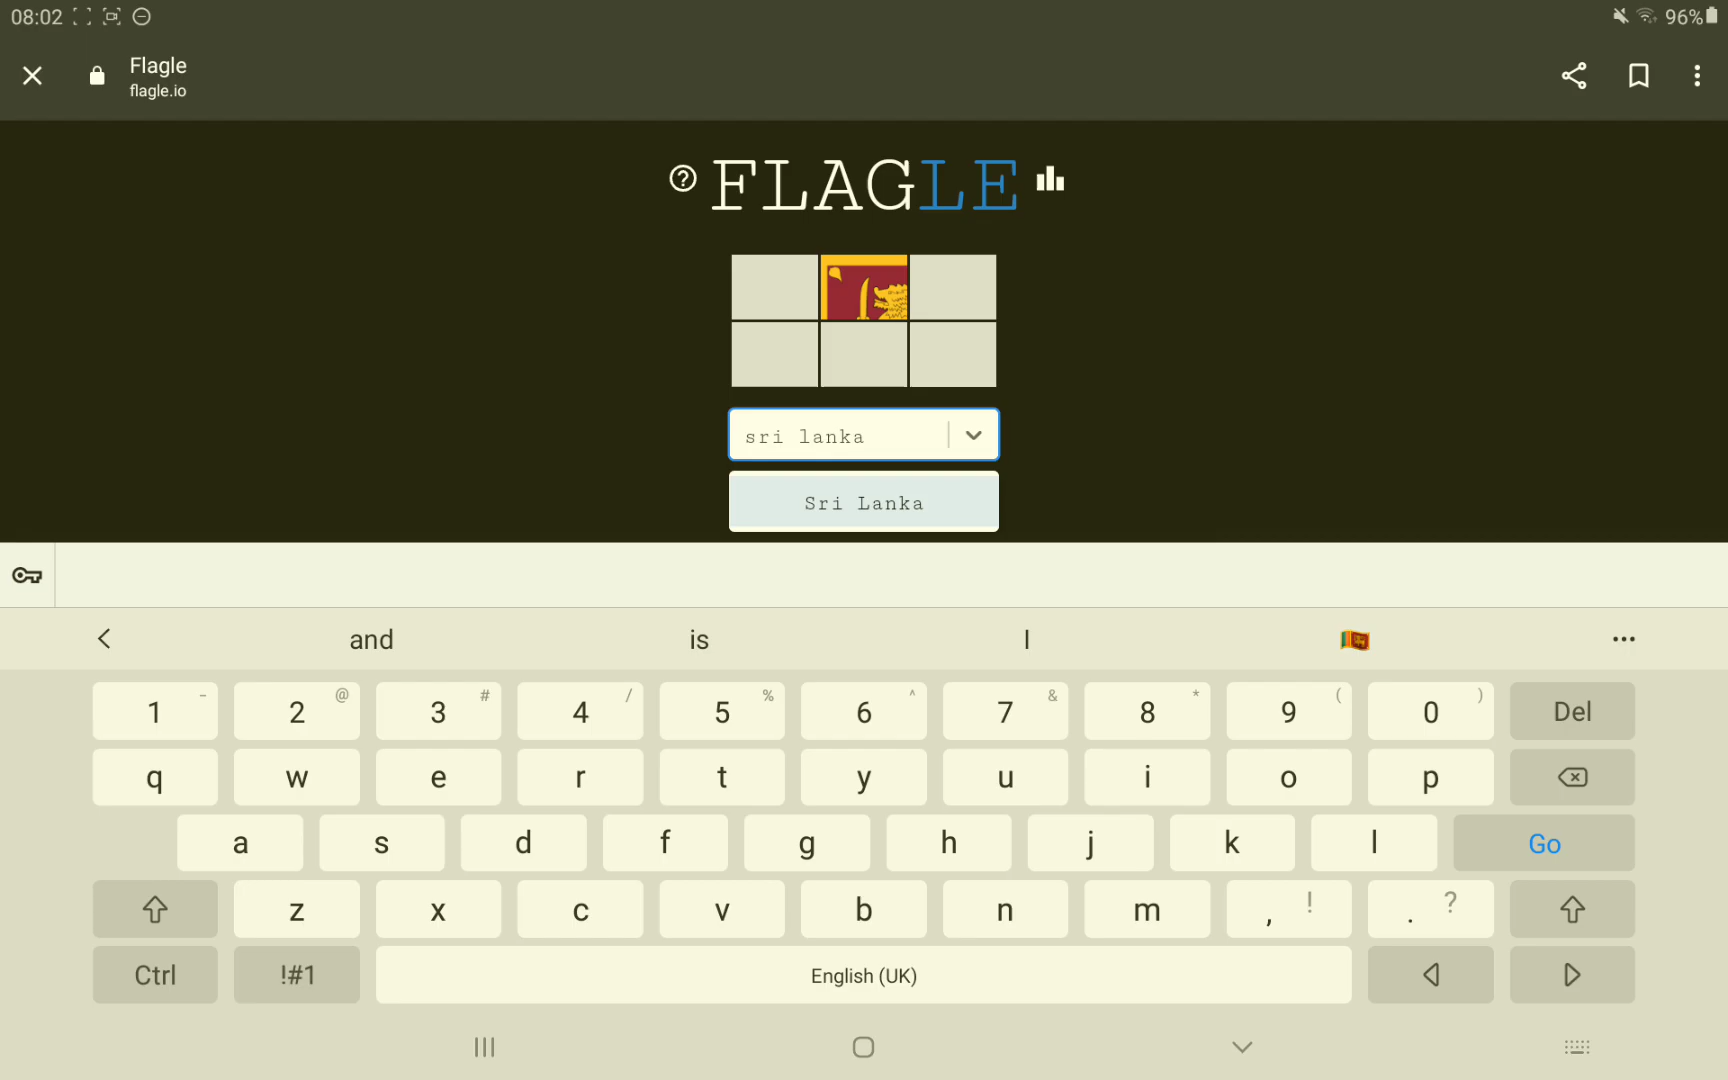 08:02 96%
Flagle
flagle.io
FLAGLE
sri lanka
Sri Lanka
and is I
1 - 2 @ 3 # 4 / 5 % 6 ^ 7 & 8 * 9 ( 0 ) Del
q w e r t y u i o p
a s d f g h j k l Go
z x c v b n m , ! . ?
Ctrl !#1 English (UK)